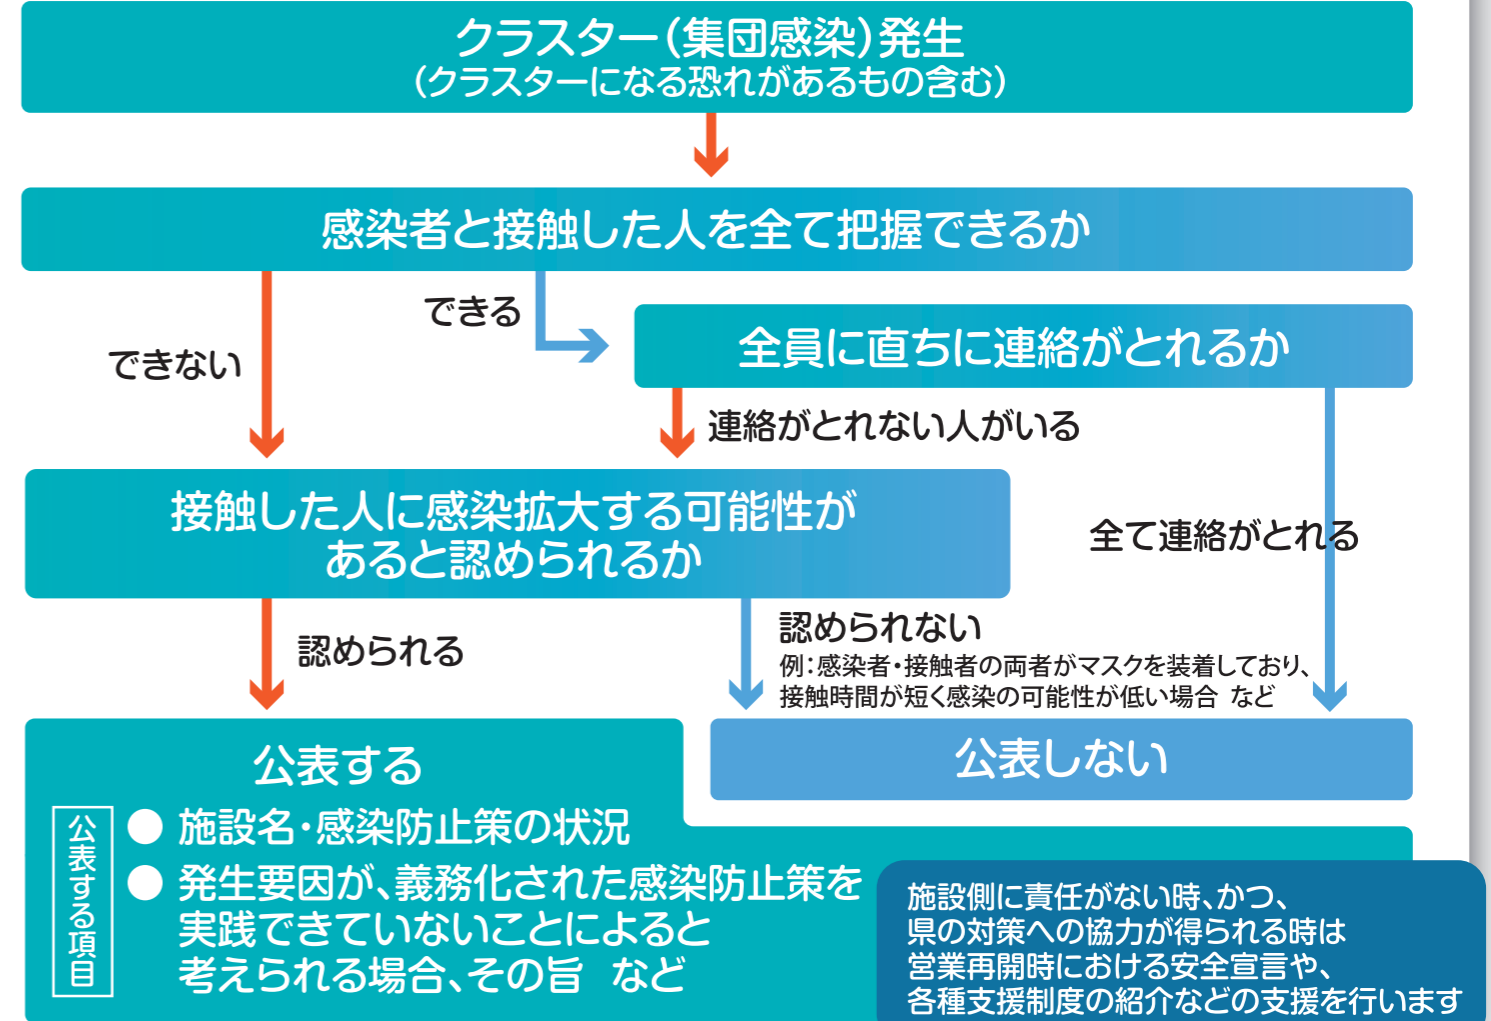 クラスター(集団感染)発生
(クラスターになる恐れがあるもの含む)
感染者と接触した人を全て把握できるか
できる
できない
全員に直ちに連絡がとれるか
連絡がとれない人がいる
接触した人に感染拡大する可能性が
あると認められるか
全て連絡がとれる
認められる
認められない
例:感染者・接触者の両者がマスクを装着しており、
接触時間が短く感染の可能性が低い場合 など
公表する
公表しない
公表する項目
● 施設名・感染防止策の状況
● 発生要因が、義務化された感染防止策を
実践できていないことによると
考えられる場合、その旨 など
施設側に責任がない時、かつ、
県の対策への協力が得られる時は
営業再開時における安全宣言や、
各種支援制度の紹介などの支援を行います